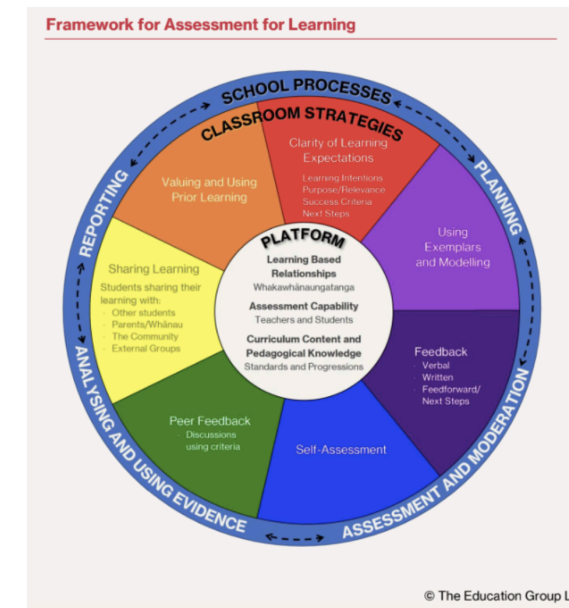 Framework for Assessment for Learning
SCHOOL PROCESSES
CLASSROOM STRATEGIES
PLANNING
ASSESSMENT AND MODERATION
ANALYSING AND USING EVIDENCE
REPORTING
Clarity of Learning
Expectations
Learning Intentions
Purpose/Relevance
Success Criteria
Next Steps
Using
Exemplars
and Modelling
Feedback
- Verbal
- Written
- Feedforward/
Next Steps
Self-Assessment
Peer Feedback
- Discussions
using criteria
Sharing Learning
Students sharing their
learning with:
- Other students
- Parents/Whānau
- The Community
- External Groups
Valuing and Using
Prior Learning
PLATFORM
Learning Based
Relationships
Whakawhānaungatanga
Assessment Capability
Teachers and Students
Curriculum Content and
Pedagogical Knowledge
Standards and Progressions
© The Education Group L